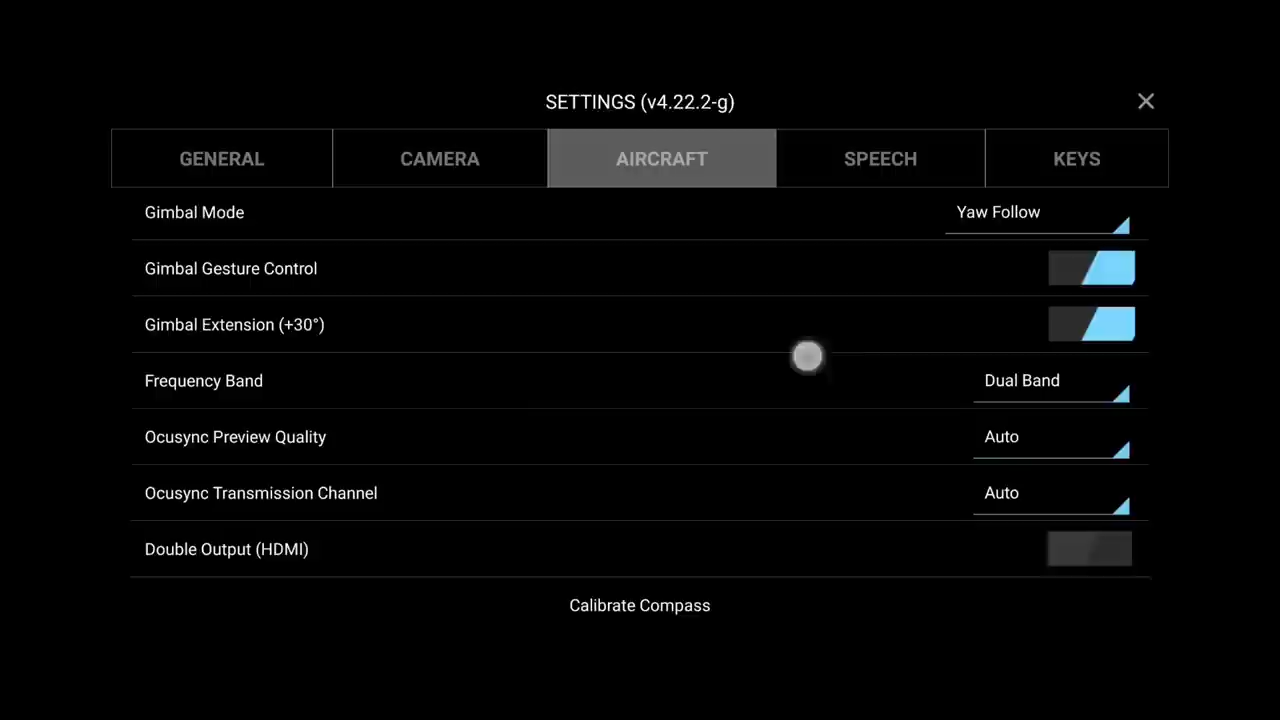 SETTINGS (v4.22.2-g)
GENERAL CAMERA AIRCRAFT SPEECH KEYS
Gimbal Mode Yaw Follow
Gimbal Gesture Control
Gimbal Extension (+30°)
Frequency Band Dual Band
Ocusync Preview Quality Auto
Ocusync Transmission Channel Auto
Double Output (HDMI)
Calibrate Compass